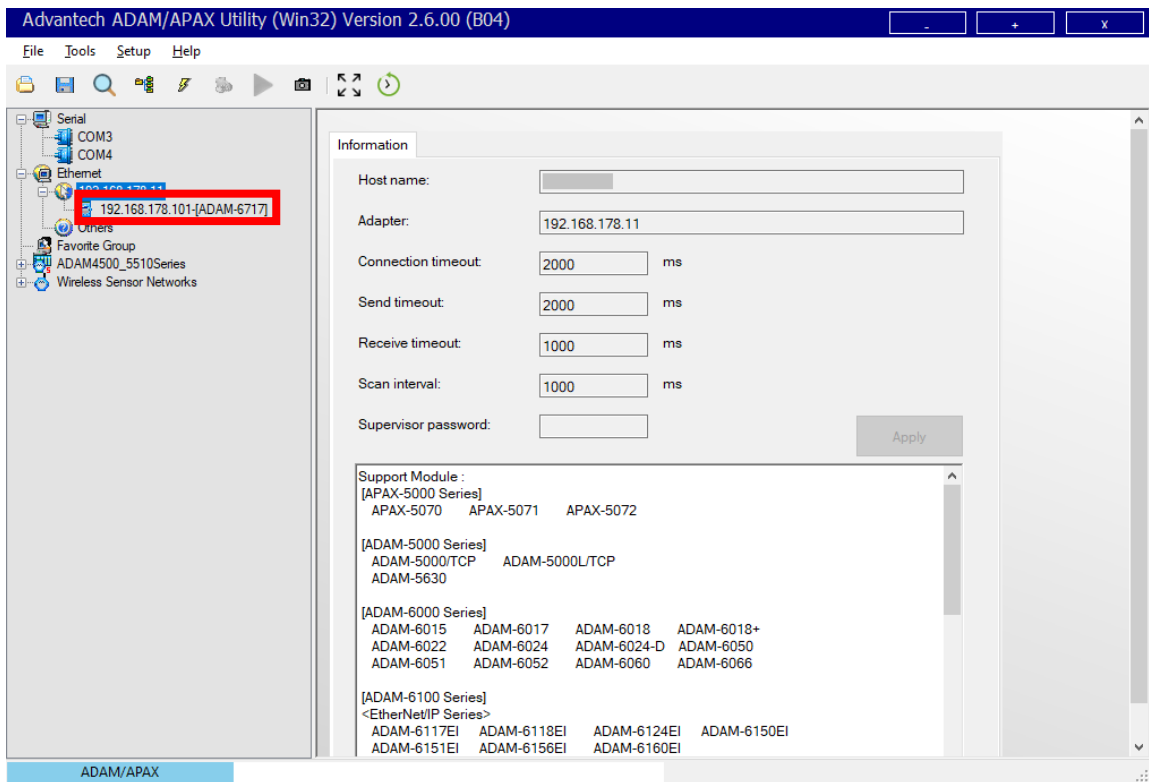 Advantech ADAM/APAX Utility (Win32) Version 2.6.00 (B04)
- + x
File Tools Setup Help
Serial
COM3
COM4
Ethernet
192.168.178.11
192.168.178.101-[ADAM-6717]
Others
Favorite Group
ADAM4500_5510Series
Wireless Sensor Networks
Information
Host name:
Adapter: 192.168.178.11
Connection timeout: 2000 ms
Send timeout: 2000 ms
Receive timeout: 1000 ms
Scan interval: 1000 ms
Supervisor password:
Apply
Support Module :
[APAX-5000 Series]
APAX-5070 APAX-5071 APAX-5072
[ADAM-5000 Series]
ADAM-5000/TCP ADAM-5000L/TCP
ADAM-5630
[ADAM-6000 Series]
ADAM-6015 ADAM-6017 ADAM-6018 ADAM-6018+
ADAM-6022 ADAM-6024 ADAM-6024-D ADAM-6050
ADAM-6051 ADAM-6052 ADAM-6060 ADAM-6066
[ADAM-6100 Series]
<EtherNet/IP Series>
ADAM-6117EI ADAM-6118EI ADAM-6124EI ADAM-6150EI
ADAM-6151EI ADAM-6156EI ADAM-6160EI
ADAM/APAX